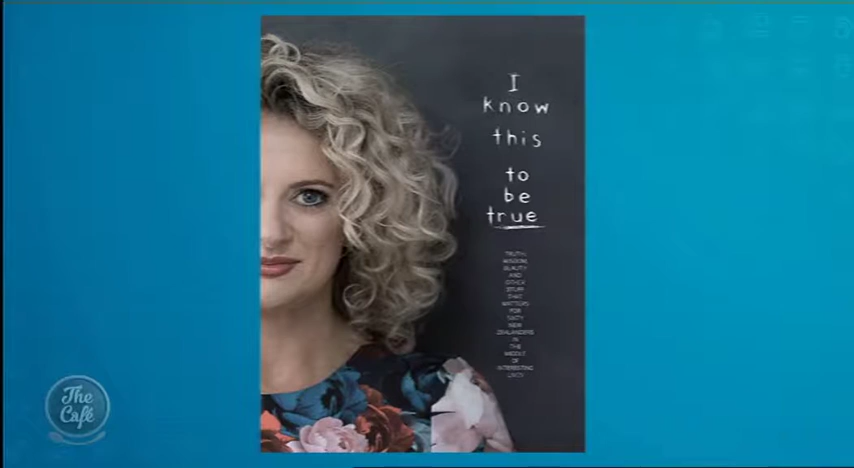 I
know
this
to
be
true
TRUTH,
WISDOM,
BEAUTY
AND
OTHER
STUFF
THAT
MATTERS
FOR
SIXTY
NEW
ZEALANDERS
IN
THE
MIDDLE
OF
INTERESTING
The
Café